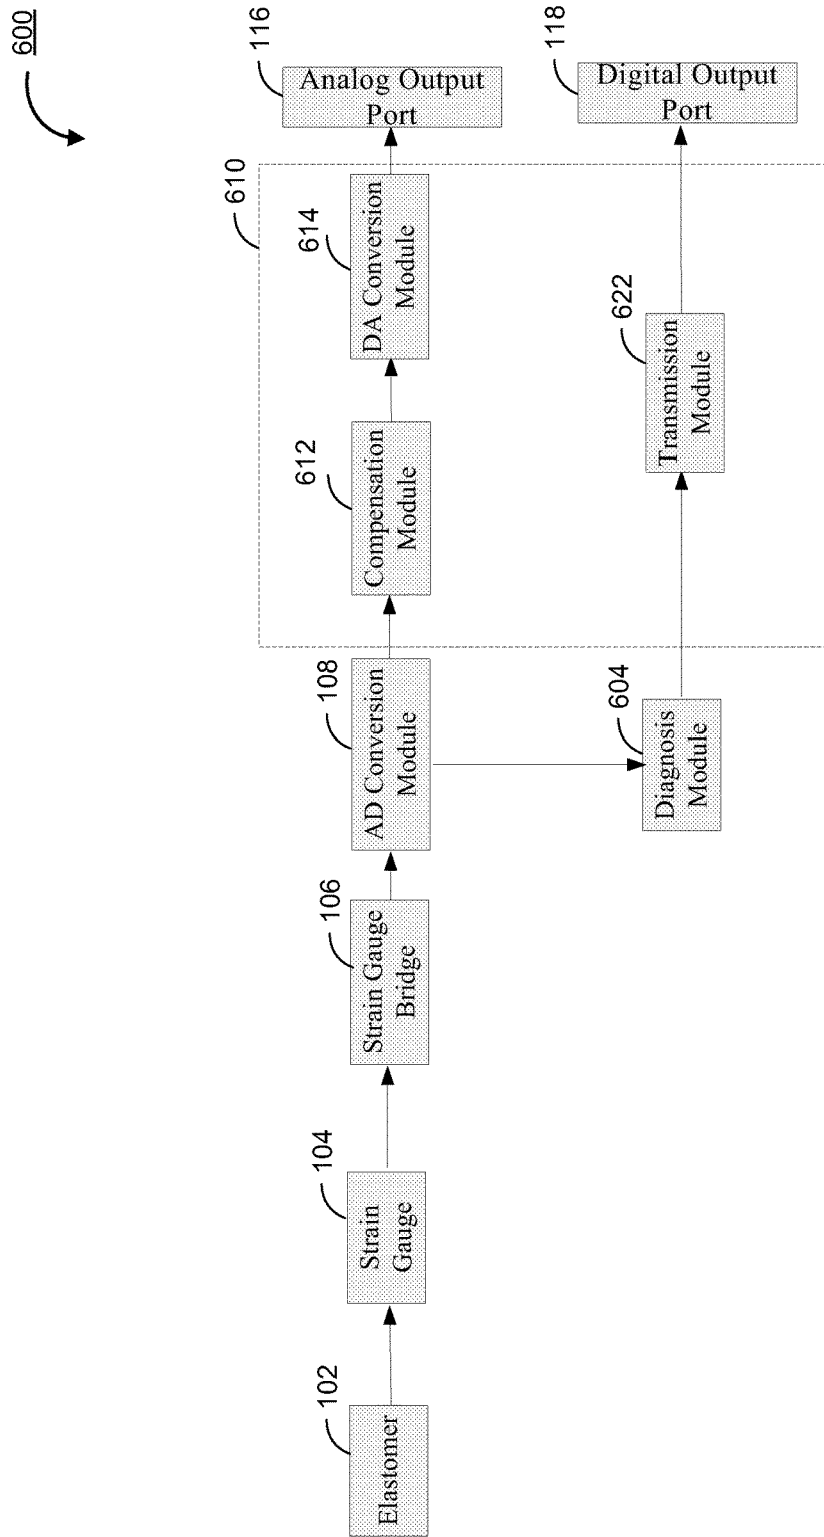 600
116
Analog Output
Port
118
Digital Output
Port
610
614
DA Conversion
Module
622
Transmission
Module
612
Compensation
Module
108
AD Conversion
Module
604
Diagnosis
Module
106
Strain Gauge
Bridge
104
Strain
Gauge
102
Elastomer